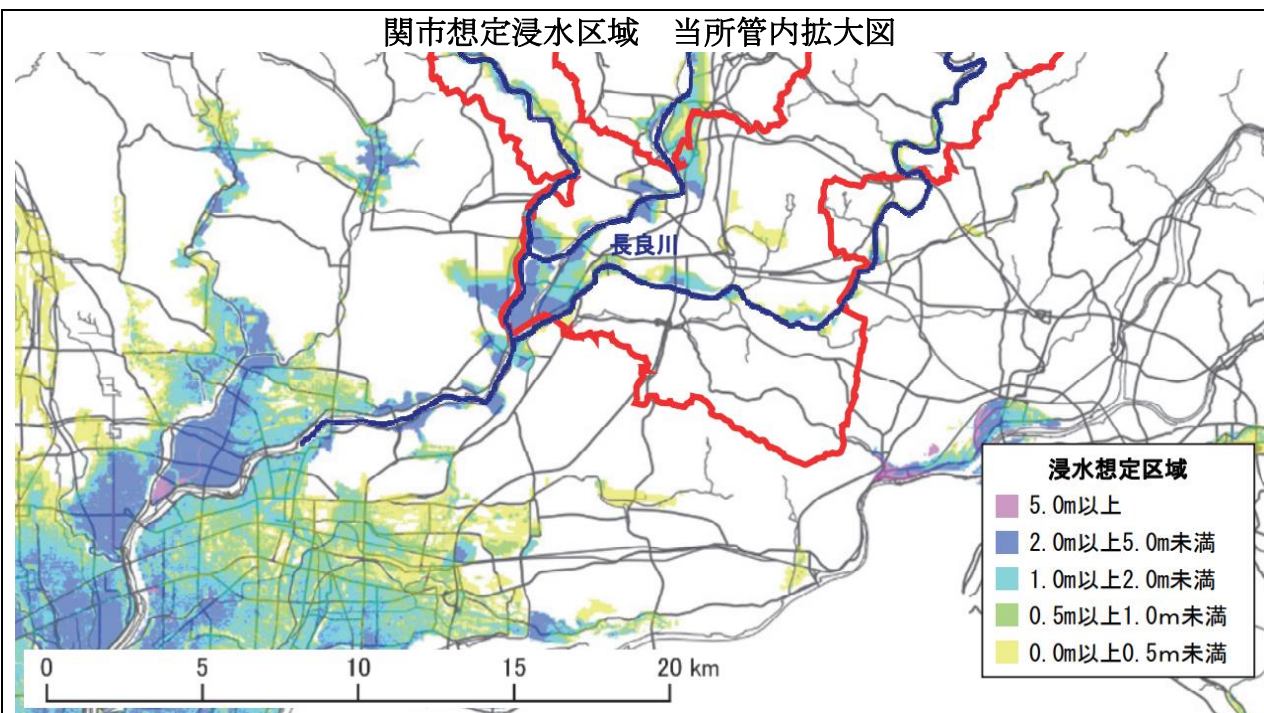 関市想定浸水区域　当所管内拡大図
長良川
浸水想定区域
5.0m以上
2.0m以上5.0m未満
1.0m以上2.0m未満
0.5m以上1.0m未満
0.0m以上0.5m未満
0 5 10 15 20 km